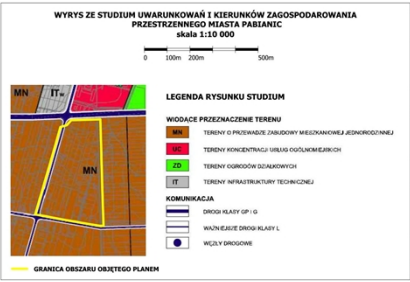 WYRYS ZE STUDIUM UWARUNKOWAŃ I KIERUNKÓW ZAGOSPODAROWANIA
PRZESTRZENNEGO MIASTA PABIANIC
skala 1:10 000
0 100m 200m 500m
MN IT
MN
LEGENDA RYSUNKU STUDIUM
WIODĄCE PRZEZNACZENIE TERENU
MN TERENY O PRZEWADZE ZABUDOWY MIESZKANIOWEJ JEDNORODZINNEJ
UC TERENY KONCENTRACJI USŁUG OGÓLNOMIEJSKICH
ZD TERENY OGRODÓW DZIAŁKOWYCH
IT TERENY INFRASTRUKTURY TECHNICZNEJ
KOMUNIKACJA
DROGI KLASY GP I G
WAŻNIEJSZE DROGI KLASY L
WĘZŁY DROGOWE
GRANICA OBSZARU OBJĘTEGO PLANEM